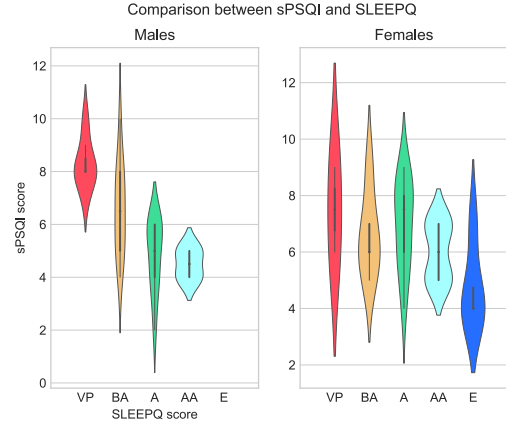 Comparison between sPSQI and SLEEPQ
Males
Females
sPSQI score
12
10
8
6
4
2
0
VP BA A AA E
SLEEPQ score
12
10
8
6
4
2
VP BA A AA E